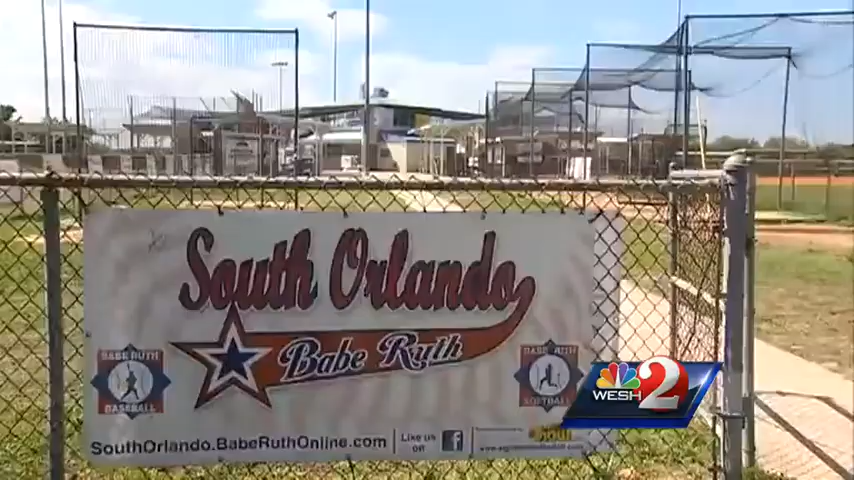 South Orlando
Babe Ruth
BABE RUTH
BASEBALL
BABE RUTH
SOFTBALL
SouthOrlando.BabeRuthOnline.com
Like us
on f
WESH 2